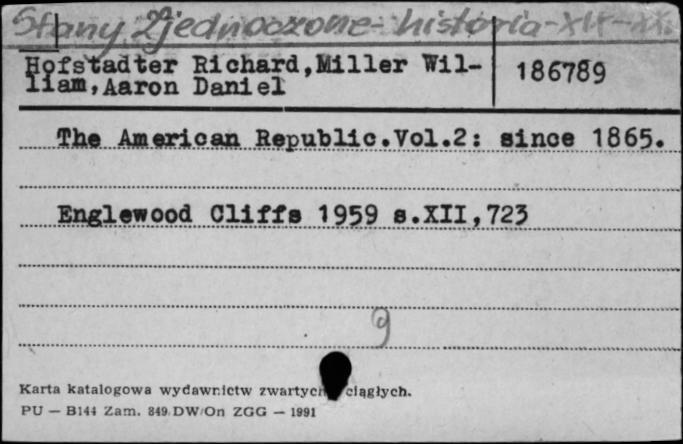 Stany Zjednoczone - historia - XIX-
Hofstadter Richard,Miller Wil-
liam,Aaron Daniel
186789
The American Republic.Vol.2: since 1865.
Englewood Cliffs 1959 s.XII,723
9
Karta katalogowa wydawnictw zwartych ciągłych.
PU — B144 Zam. 849/DW/On ZGG — 1991